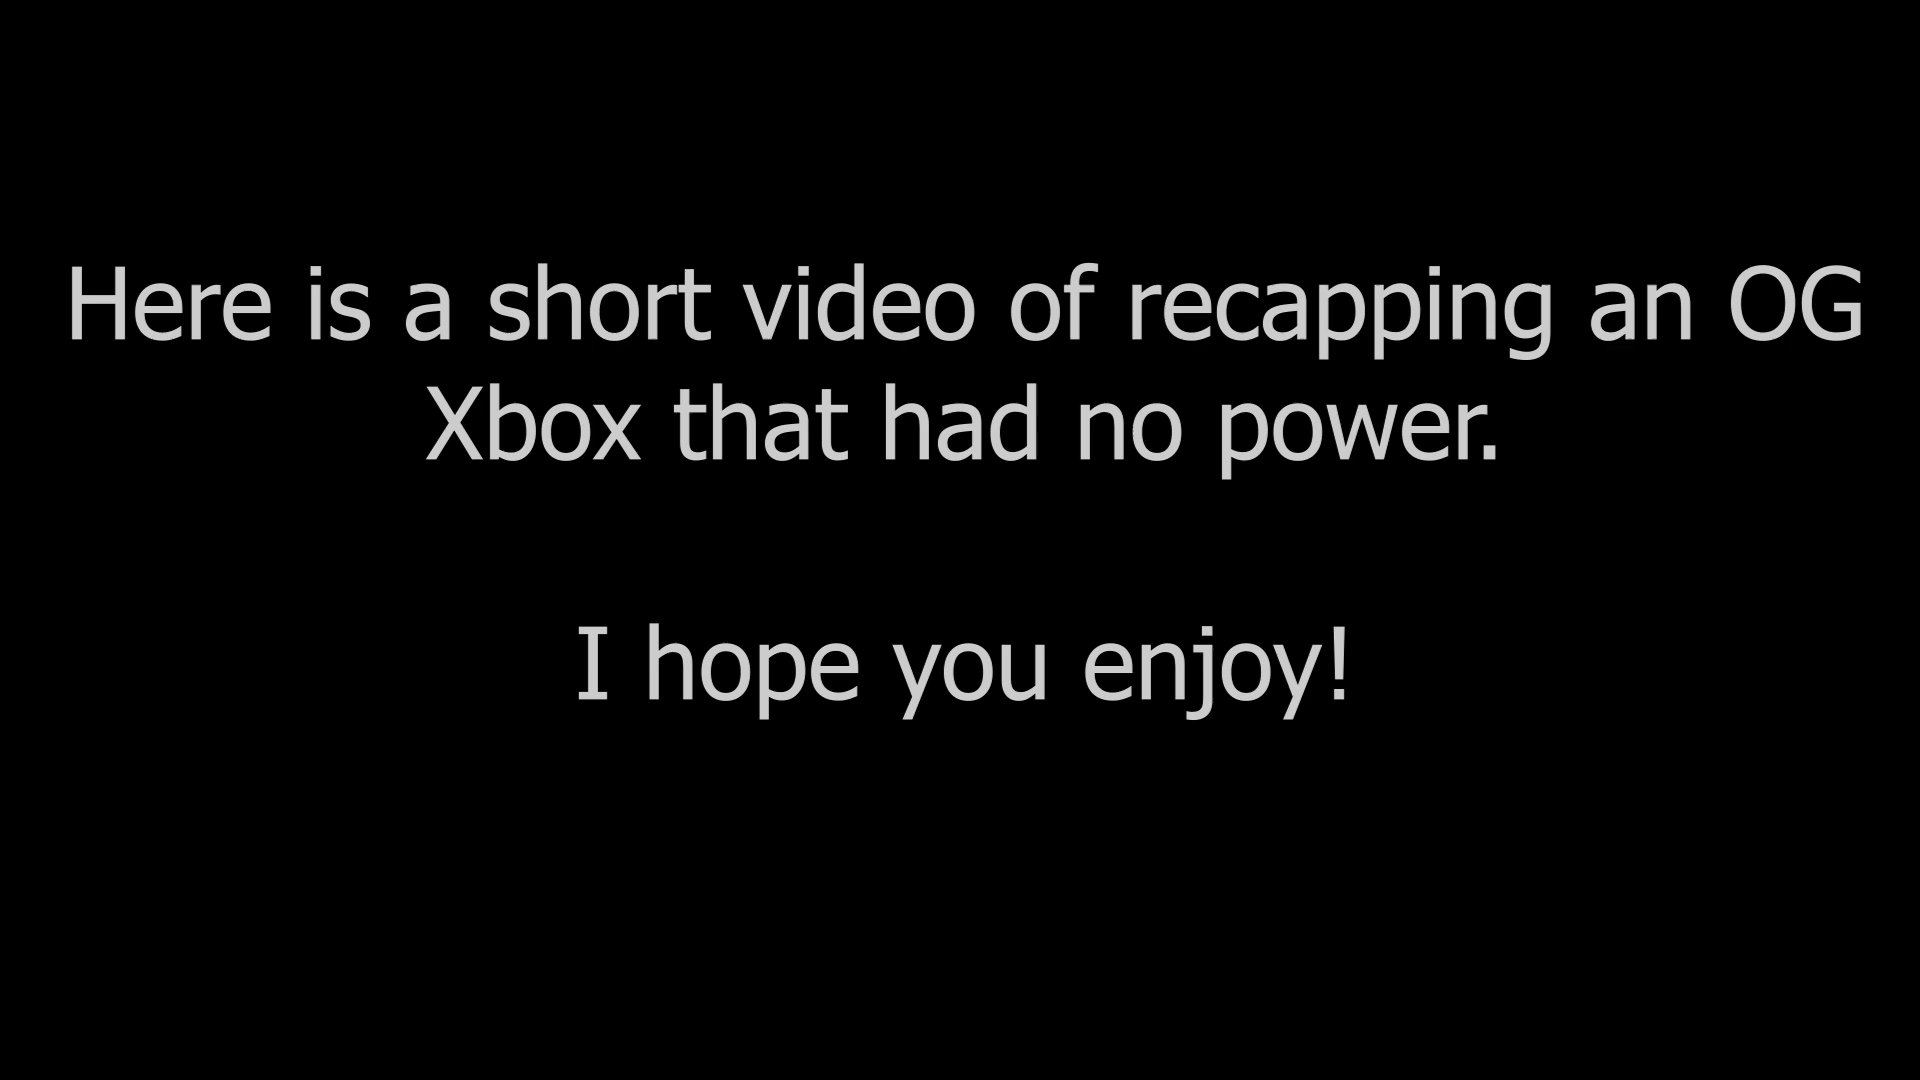 Here is a short video of recapping an OG
Xbox that had no power.
I hope you enjoy!